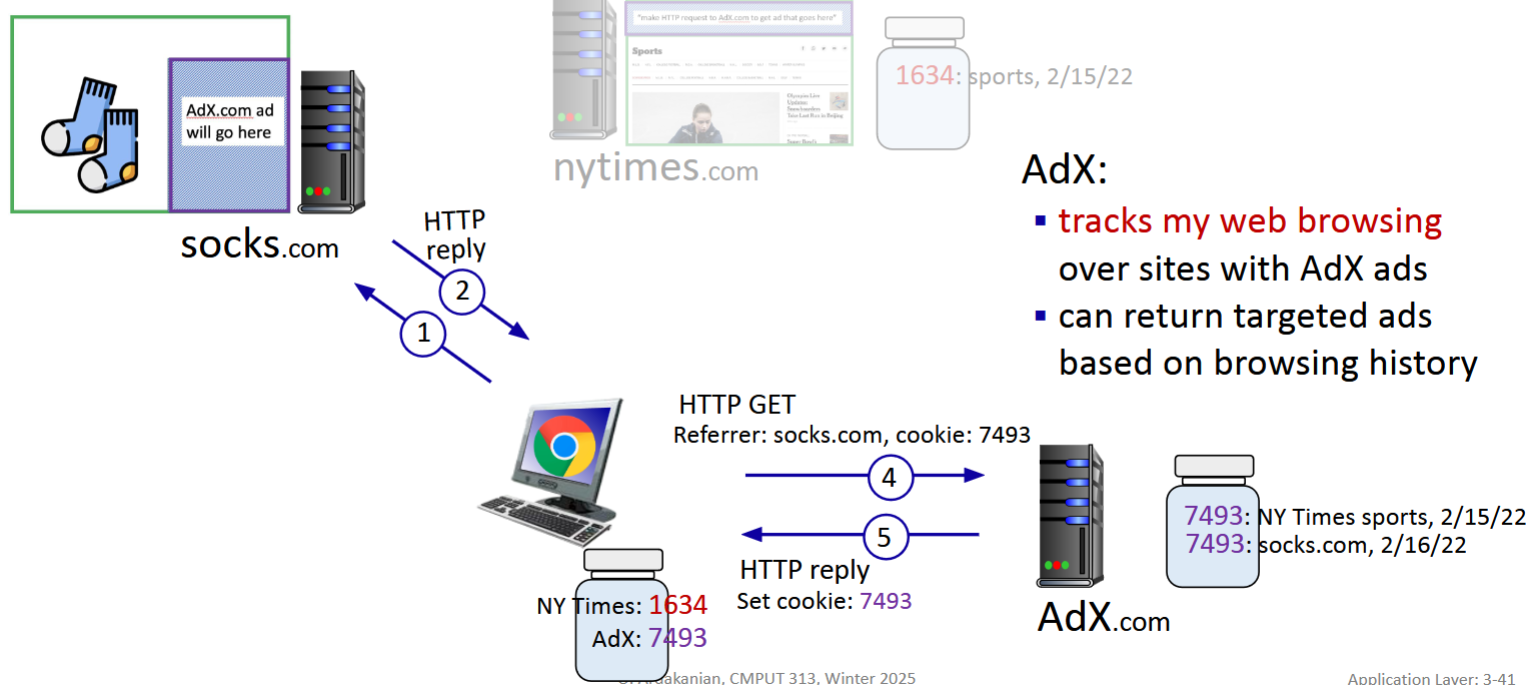 "make HTTP request to AdX.com to get ad that goes here"
Sports
1634: sports, 2/15/22
nytimes.com
AdX.com ad
will go here
socks.com
HTTP
reply
2
1
AdX:
tracks my web browsing
over sites with AdX ads
can return targeted ads
based on browsing history
HTTP GET
Referrer: socks.com, cookie: 7493
4
5
HTTP reply
Set cookie: 7493
7493: NY Times sports, 2/15/22
7493: socks.com, 2/16/22
AdX.com
NY Times: 1634
AdX: 7493
CMPUT 313, Winter 2025
Application Layer: 3-41